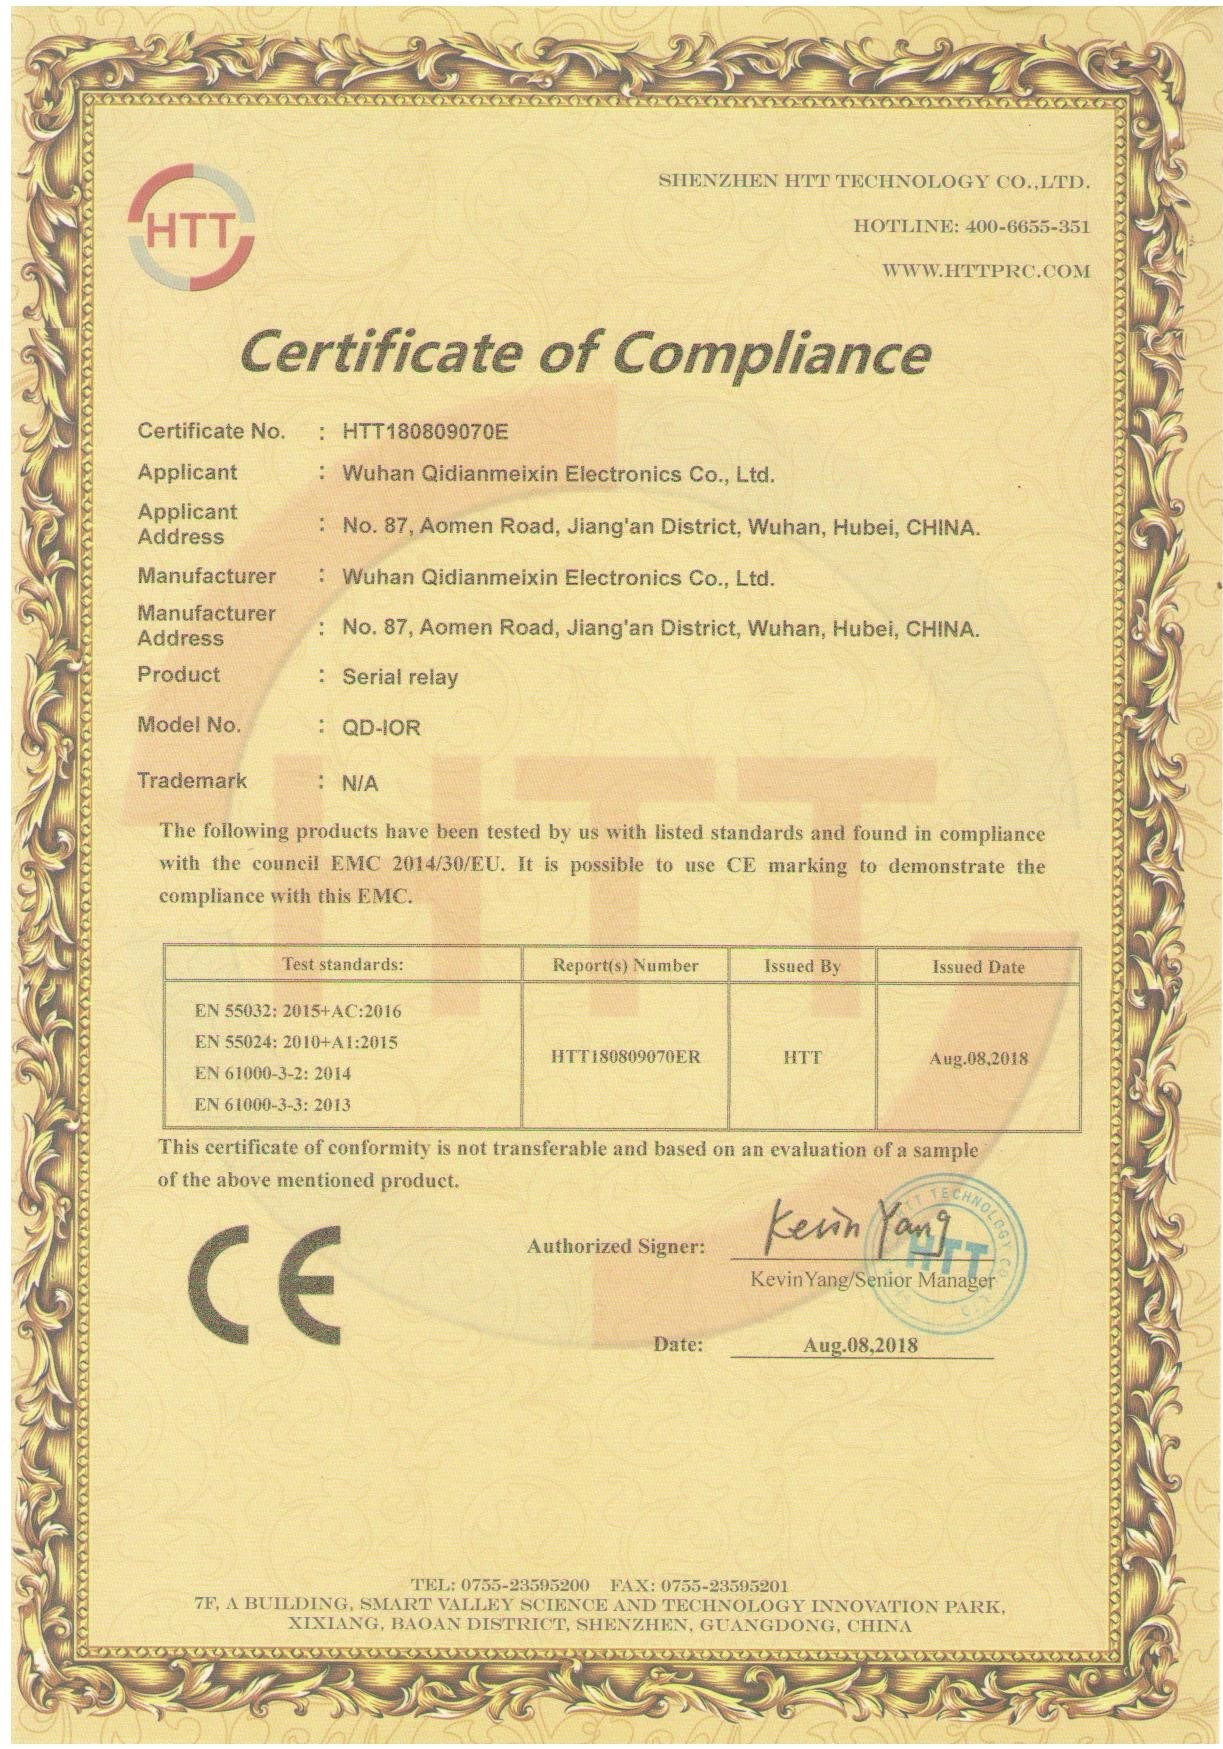 HTT
SHENZHEN HTT TECHNOLOGY CO.,LTD.
HOTLINE: 400-6655-351
WWW.HTTPRC.COM
Certificate of Compliance
Certificate No. : HTT180809070E
Applicant : Wuhan Qidianmeixin Electronics Co., Ltd.
Applicant
Address : No. 87, Aomen Road, Jiang'an District, Wuhan, Hubei, CHINA.
Manufacturer : Wuhan Qidianmeixin Electronics Co., Ltd.
Manufacturer
Address : No. 87, Aomen Road, Jiang'an District, Wuhan, Hubei, CHINA.
Product : Serial relay
Model No. : QD-IOR
Trademark : N/A
HTT
The following products have been tested by us with listed standards and found in compliance
with the council EMC 2014/30/EU. It is possible to use CE marking to demonstrate the
compliance with this EMC.
Test standards: Report(s) Number Issued By Issued Date
EN 55032: 2015+AC:2016
EN 55024: 2010+A1:2015
EN 61000-3-2: 2014
EN 61000-3-3: 2013
HTT180809070ER HTT Aug.08,2018
This certificate of conformity is not transferable and based on an evaluation of a sample
of the above mentioned product.
CE
Authorized Signer: Kevin Yang
HTT TECHNOLOGY CO.
HTT
KevinYang/Senior Manager
Date: Aug.08,2018
TEL: 0755-23595200 FAX: 0755-23595201
7F, A BUILDING, SMART VALLEY SCIENCE AND TECHNOLOGY INNOVATION PARK,
XIXIANG, BAOAN DISTRICT, SHENZHEN, GUANGDONG, CHINA